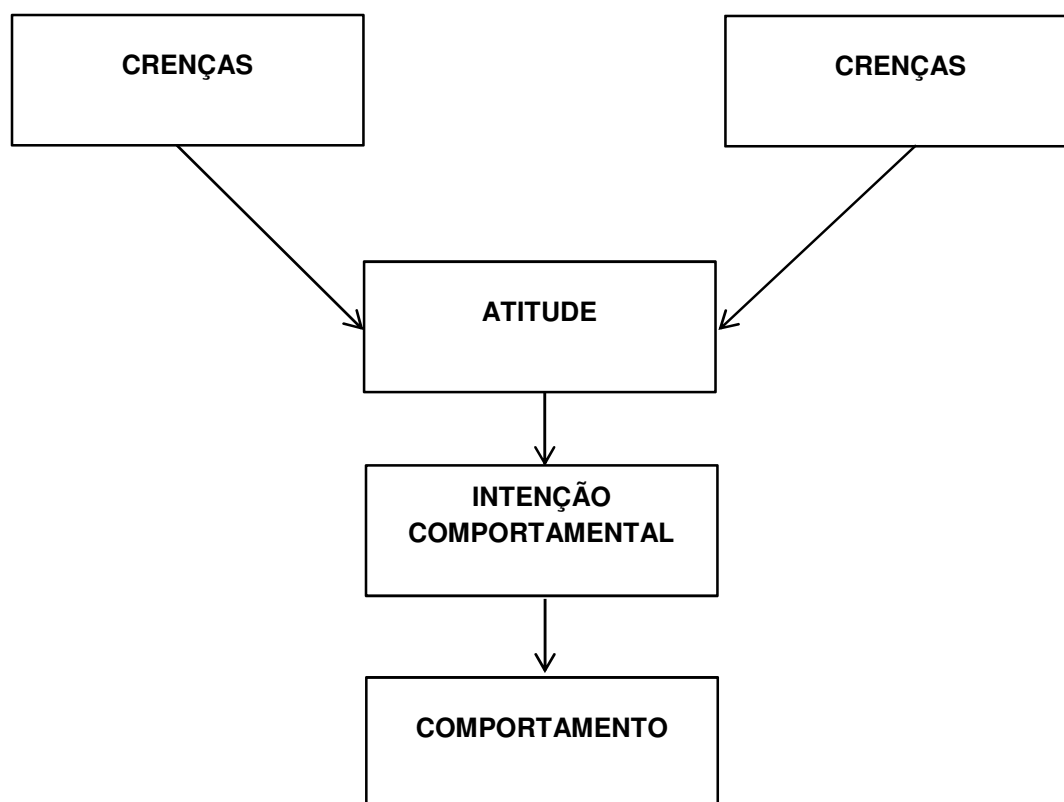 CRENÇAS
CRENÇAS
ATITUDE
INTENÇÃO
COMPORTAMENTAL
COMPORTAMENTO